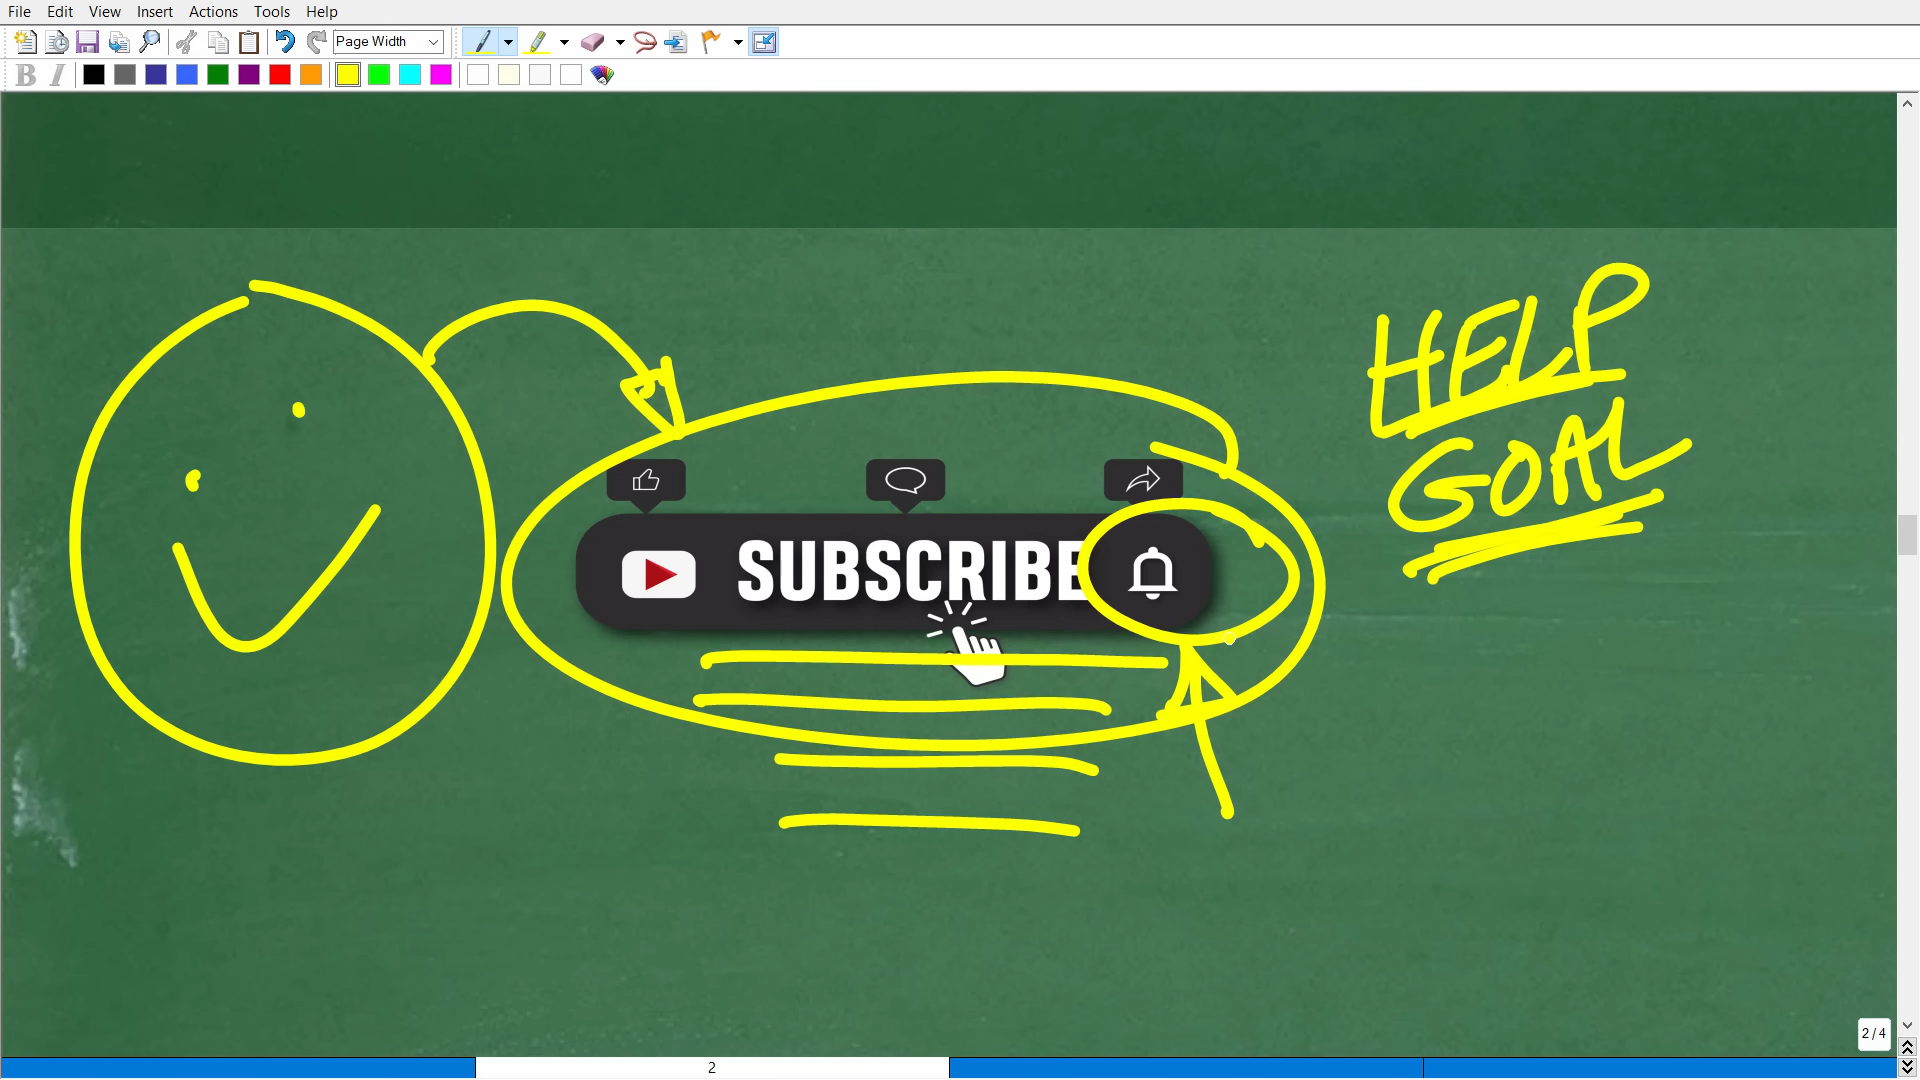 File Edit View Insert Actions Tools Help
Page Width
B I
HELP
GOAL
SUBSCRIBE
2 / 4
2